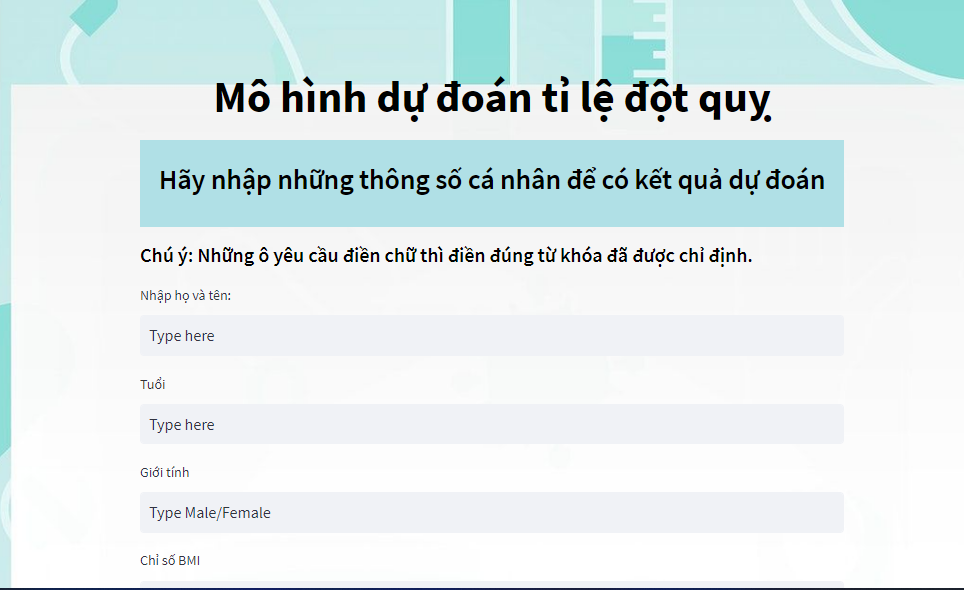 Mô hình dự đoán tỉ lệ đột quỵ
Hãy nhập những thông số cá nhân để có kết quả dự đoán
Chú ý: Những ô yêu cầu điền chữ thì điền đúng từ khóa đã được chỉ định.
Nhập họ và tên:
Type here
Tuổi
Type here
Giới tính
Type Male/Female
Chỉ số BMI